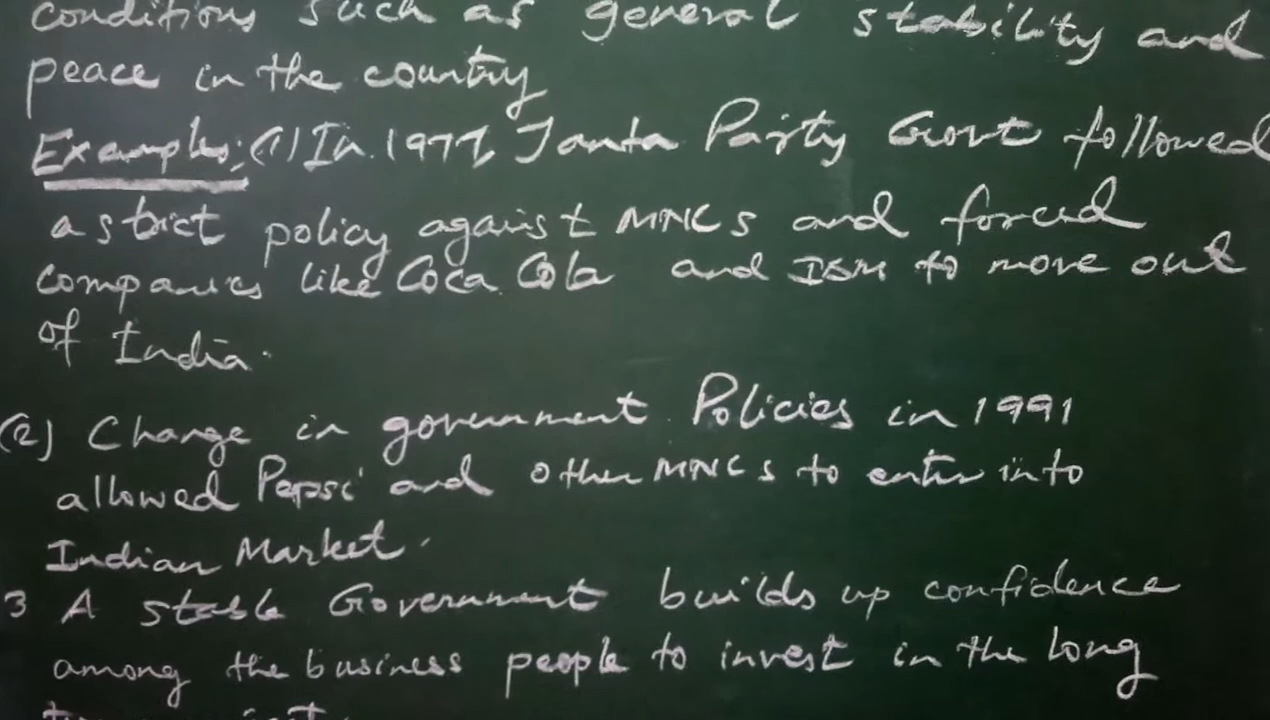 conditions such as general stability and
peace in the country
Example: (1) In 1977 Janta Party Govt followed
a strict policy against MNCs and forced
companies like Coca Cola and IBM to move out
of India.
(2) Change in government Policies in 1991
allowed Pepsi and other MNCs to enter into
Indian Market.
3 A stable Government builds up confidence
among the business people to invest in the long